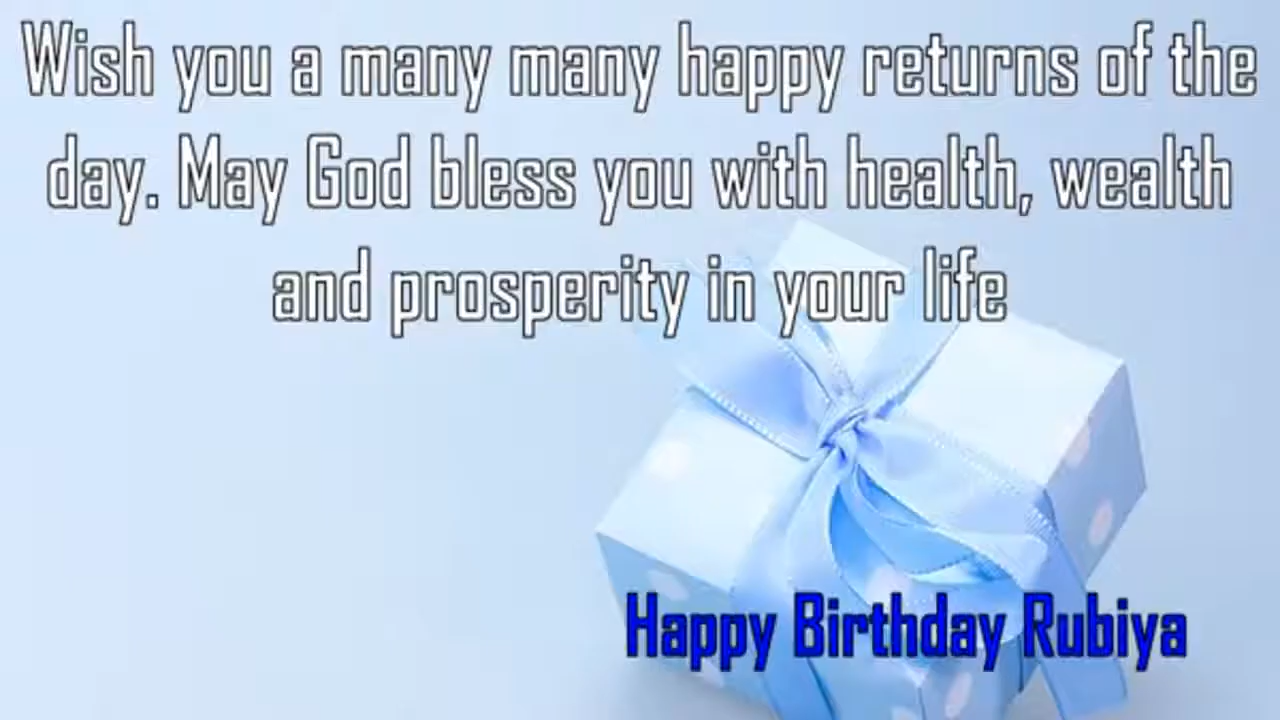 Wish you a many many happy returns of the
day. May God bless you with health, wealth
and prosperity in your life
Happy Birthday Rubiya